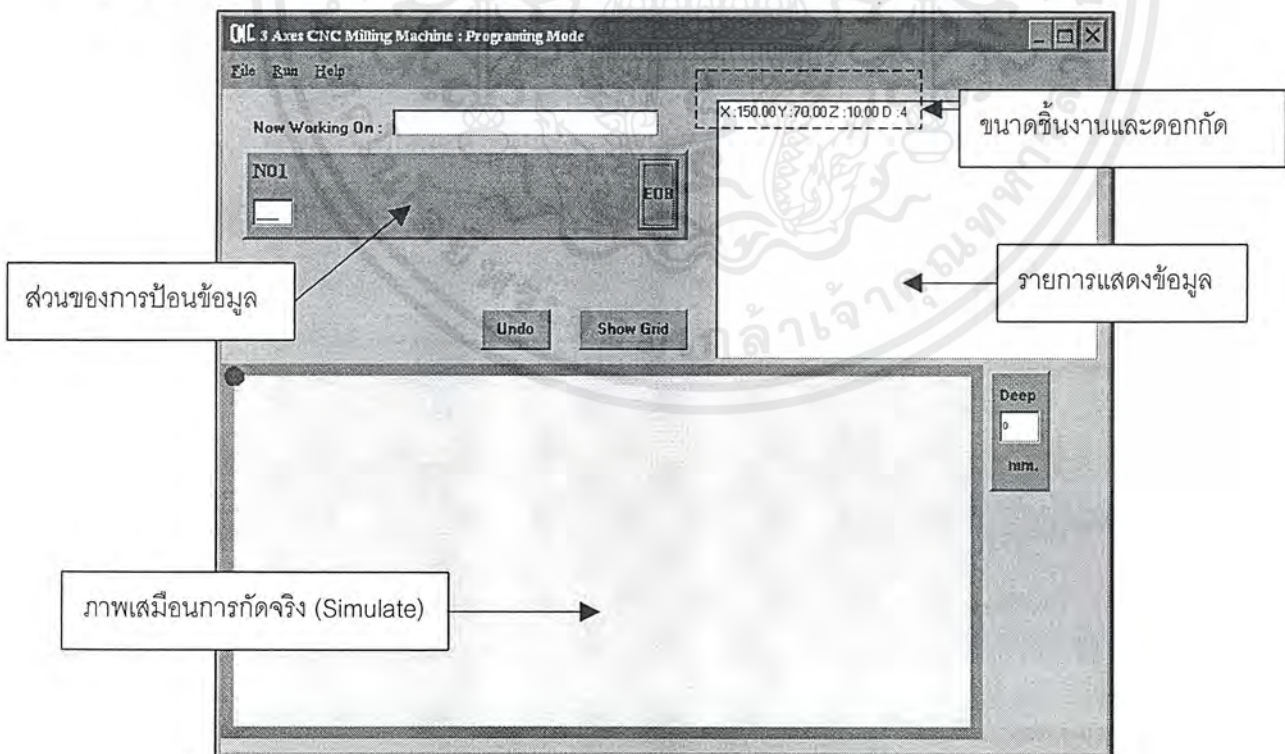 CNC 3 Axes CNC Milling Machine : Programing Mode
File Run Help
Now Working On :
X :150.00 Y :70.00 Z :10.00 D :4
ขนาดชิ้นงานและดอกกัด
N01
EOB
ส่วนของการป้อนข้อมูล
รายการแสดงข้อมูล
Undo
Show Grid
Deep
0
mm.
ภาพเสมือนการกัดจริง (Simulate)